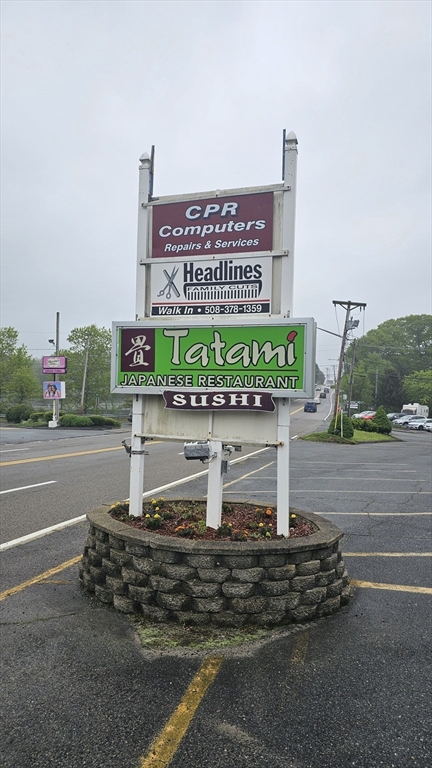 CPR
Computers
Repairs & Services
Headlines
FAMILY CUTS
Walk In • 508-378-1359
畳 Tatami
JAPANESE RESTAURANT
SUSHI